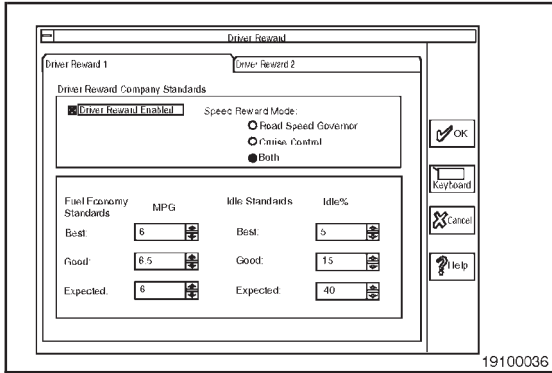 Driver Reward
Driver Reward 1
Driver Reward 2
Driver Reward Company Standards
Driver Reward Enabled
Speed Reward Mode:
Road Speed Governor
Cruise Control
Both
Fuel Economy Standards
MPG
Idle Standards
Idle%
Best: 6
Best: 5
Good: 6.5
Good: 15
Expected: 6
Expected: 40
OK
Keyboard
Cancel
Help
19100036